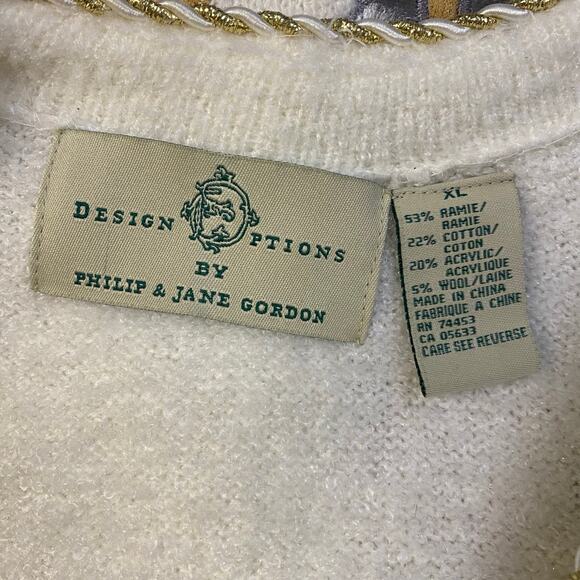 DESIGN OPTIONS
BY
PHILIP & JANE GORDON
XL
53% RAMIE/
RAMIE
22% COTTON/
COTON
20% ACRYLIC/
ACRYLIQUE
5% WOOL/LAINE
MADE IN CHINA
FABRIQUE A CHINE
RN 74453
CA 05633
CARE SEE REVERSE